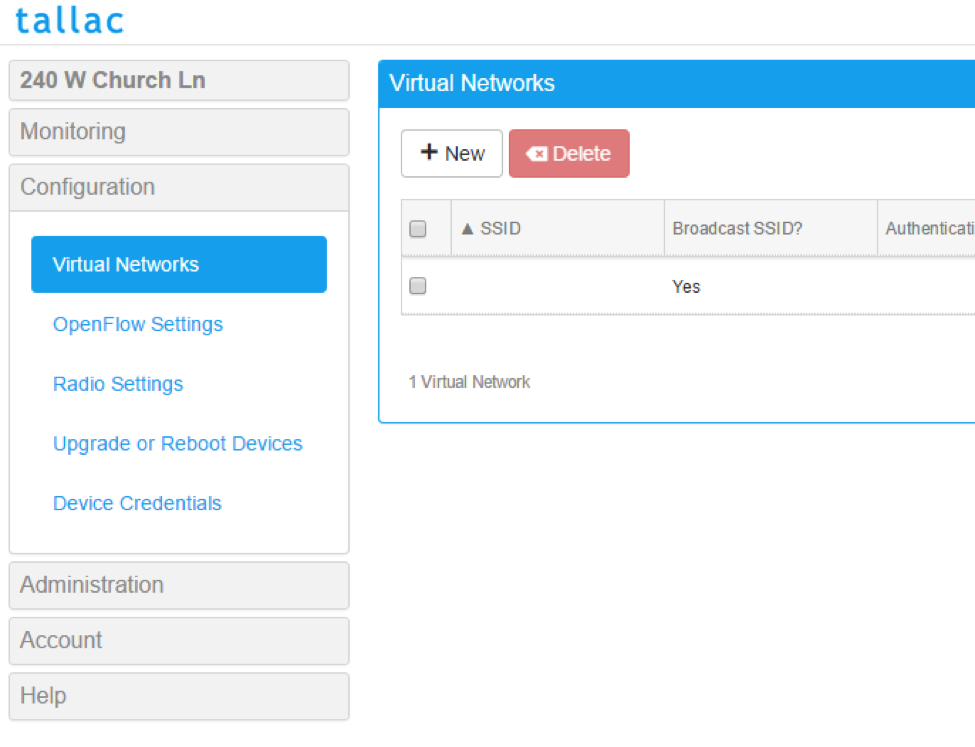 tallac
240 W Church Ln
Monitoring
Configuration
Virtual Networks
OpenFlow Settings
Radio Settings
Upgrade or Reboot Devices
Device Credentials
Administration
Account
Help
Virtual Networks
+ New Delete
▲ SSID Broadcast SSID? Authenticati
Yes
1 Virtual Network